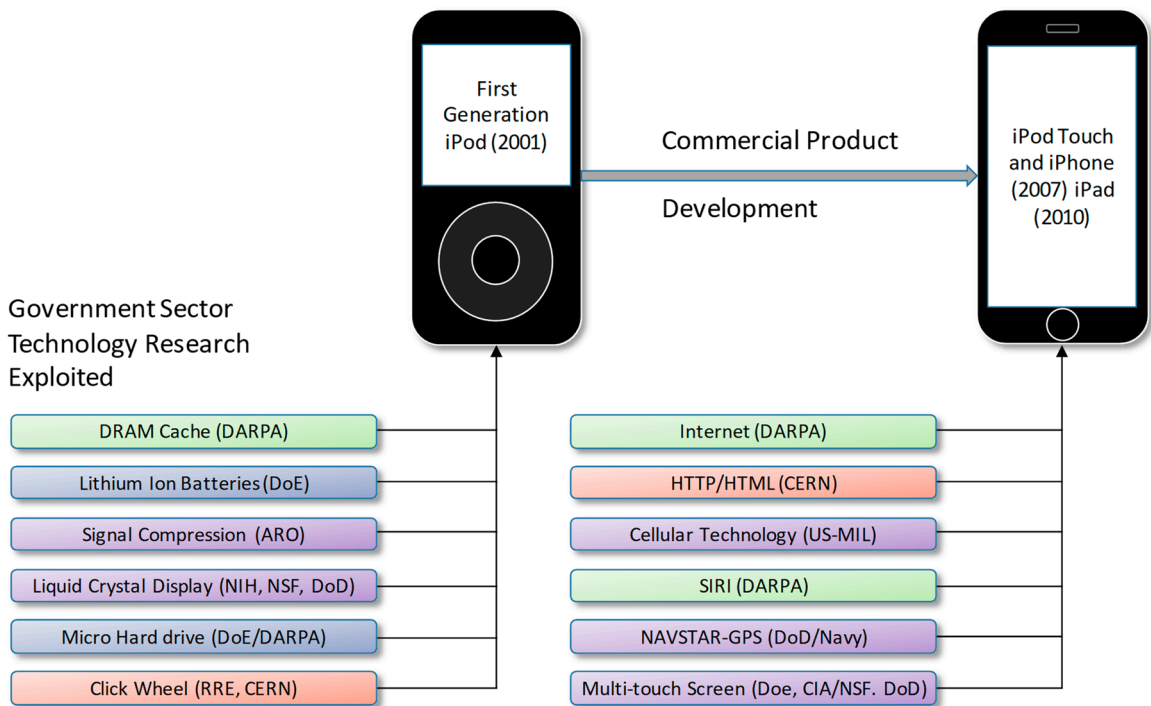 First
Generation
iPod (2001)
Commercial Product
Development
iPod Touch
and iPhone
(2007) iPad
(2010)
Government Sector
Technology Research
Exploited
DRAM Cache (DARPA)
Lithium Ion Batteries (DoE)
Signal Compression (ARO)
Liquid Crystal Display (NIH, NSF, DoD)
Micro Hard drive (DoE/DARPA)
Click Wheel (RRE, CERN)
Internet (DARPA)
HTTP/HTML (CERN)
Cellular Technology (US-MIL)
SIRI (DARPA)
NAVSTAR-GPS (DoD/Navy)
Multi-touch Screen (Doe, CIA/NSF. DoD)